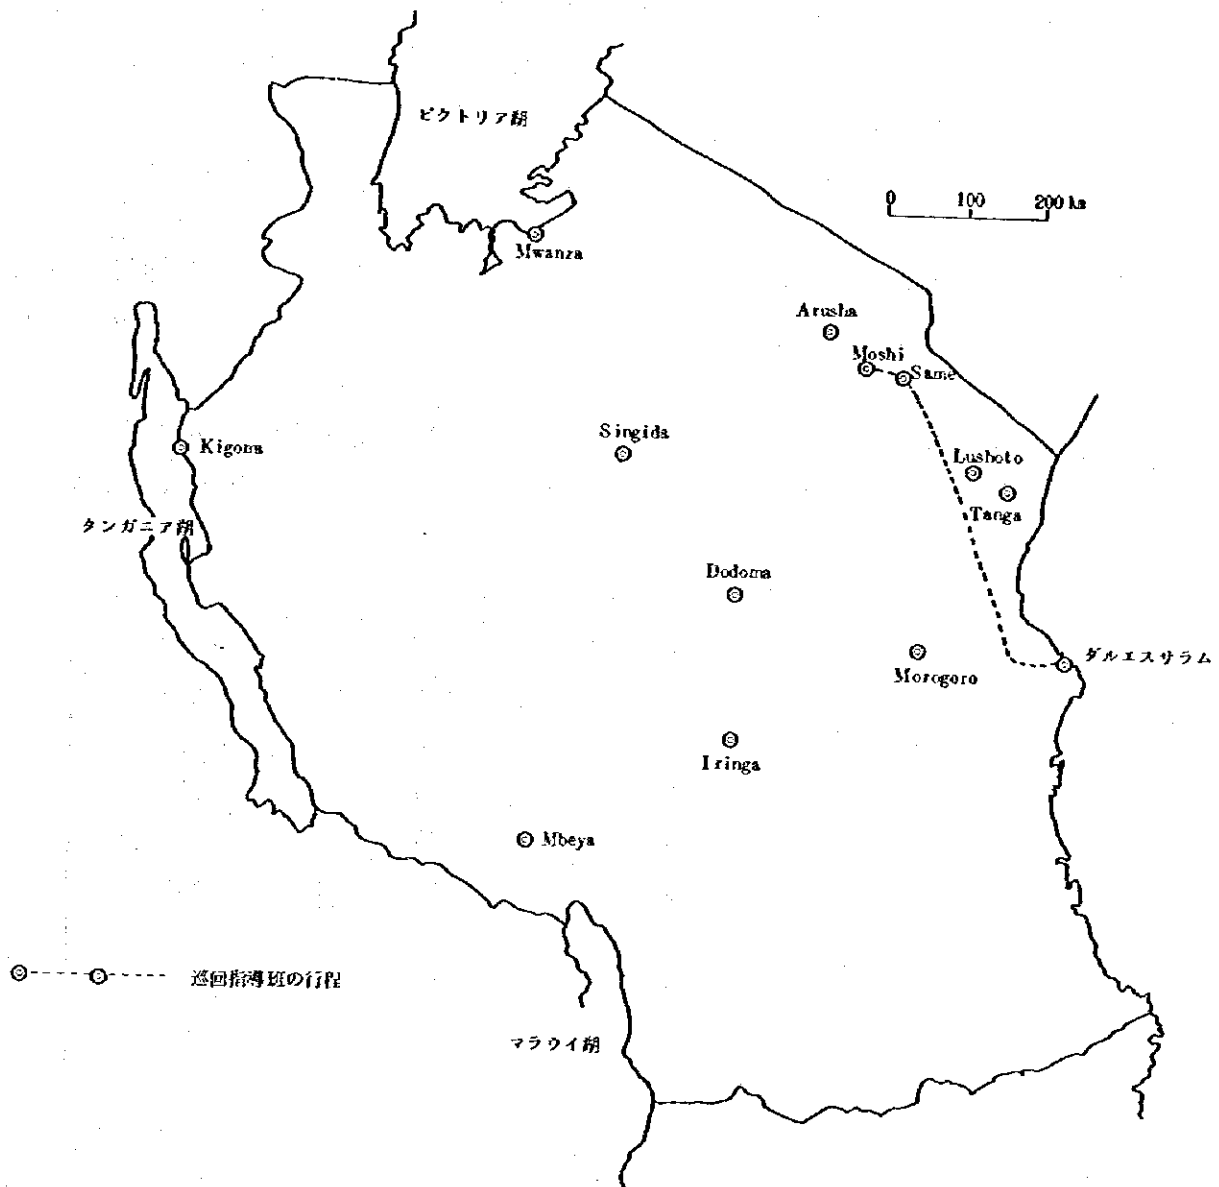 ビクトリア湖
0 100 200 km
Mwanza
Arusha
Moshi
Same
Singida
Kigoma
Lushoto
Tanga
タンガニア湖
Dodoma
ダルエスサラム
Morogoro
Iringa
Mbeya
巡回指導班の行程
マラウイ湖